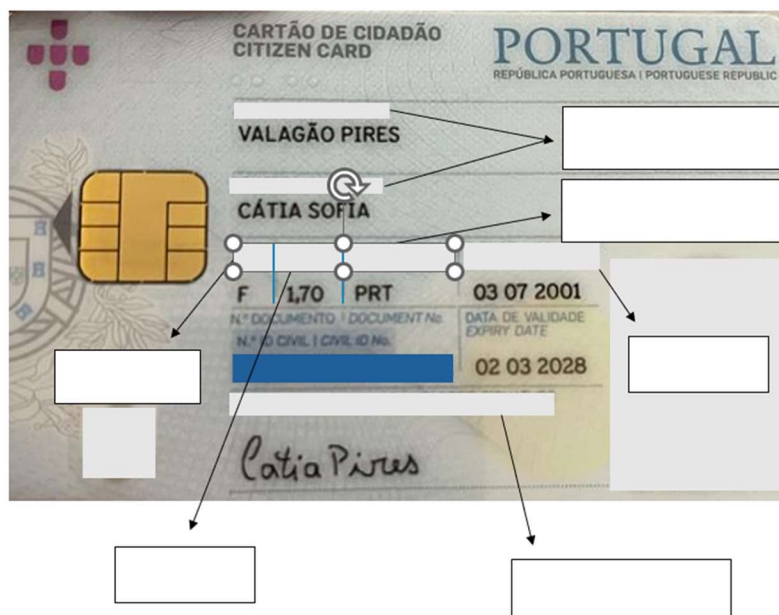 CARTÃO DE CIDADÃO
CITIZEN CARD
PORTUGAL
REPÚBLICA PORTUGUESA | PORTUGUESE REPUBLIC
VALAGÃO PIRES
CÁTIA SOFIA
F 1,70 PRT 03 07 2001
N.º DOCUMENTO | DOCUMENT No. DATA DE VALIDADE
EXPIRY DATE
N.º ID CIVIL | CIVIL ID No.
02 03 2028
Catia Pires